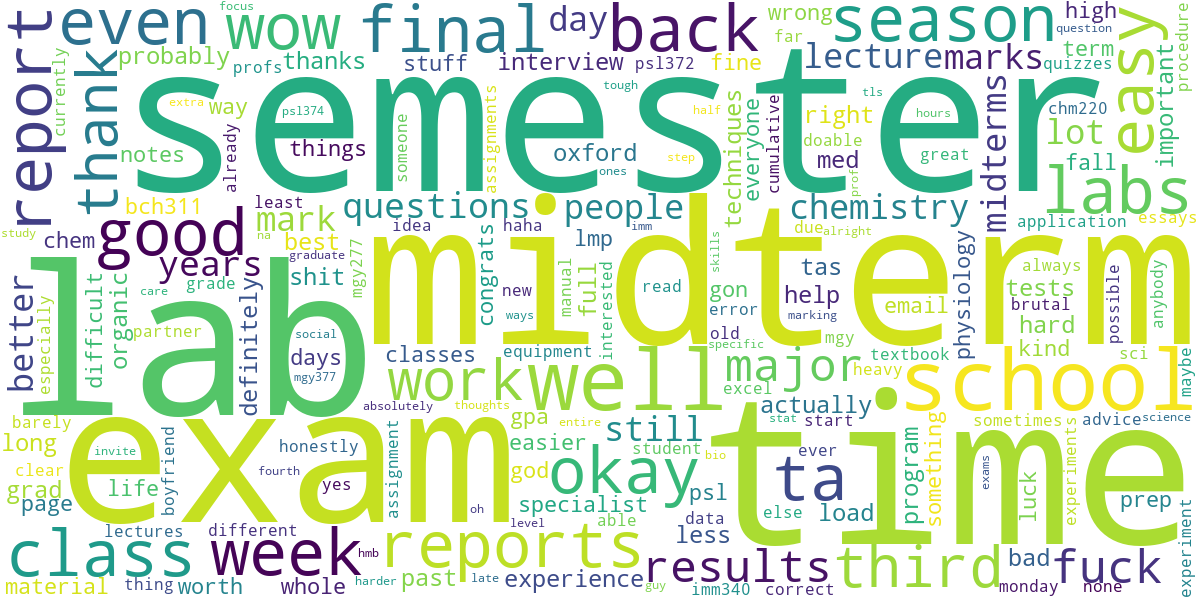 focus
report
even
wow
final
day
back
season
wrong
far
high
question
easy
procedure
currently
probably
profs
thanks
thank
stuff
interview
psl372
fine
lecture
marks
term
quizzes
important
semester
extra
psl374
way
tough
half
tls
hours
chm220
notes
already
things
someone
assignments
oxford
step
ones
techniques
everyone
cumulative
right
doable
med
great
midterms
lot
fall
labs
bch311
least
mark
questions
people
chemistry
prof
due
alright
application
essays
study
chem
good
na
best
graduate
idea
haha
imm
lmp
midterm
skills
years
shit
mgy277
congrats
new
manual
full
interested
read
gon
error
old
tas
help
marking
email
mgy
physiology
always
tests
brutal
hard
kind
possible
anybody
better
especially
difficult
organic
care
grade
partner
lab
definitely
social
days
mgy377
classes
equipment
ways
specific
well
major
textbook
heavy
sci
school
maybe
work
excel
actually
absolutely
thoughts
entire
stat
start
time
barely
long
clear
invite
exam
boyfriend
honestly
fourth
yes
assignment
gpa
easier
god
still
student
bio
okay
ta
ever
program
something
sometimes
advice
science
exams
luck
experiments
prep
experiment
grad
page
life
oh
level
specialist
able
psl
data
less
else
load
class
lectures
different
week
hmb
reports
results
third
bad
fuck
material
thing
worth
whole
harder
past
late
experience
guy
imm340
correct
monday
none